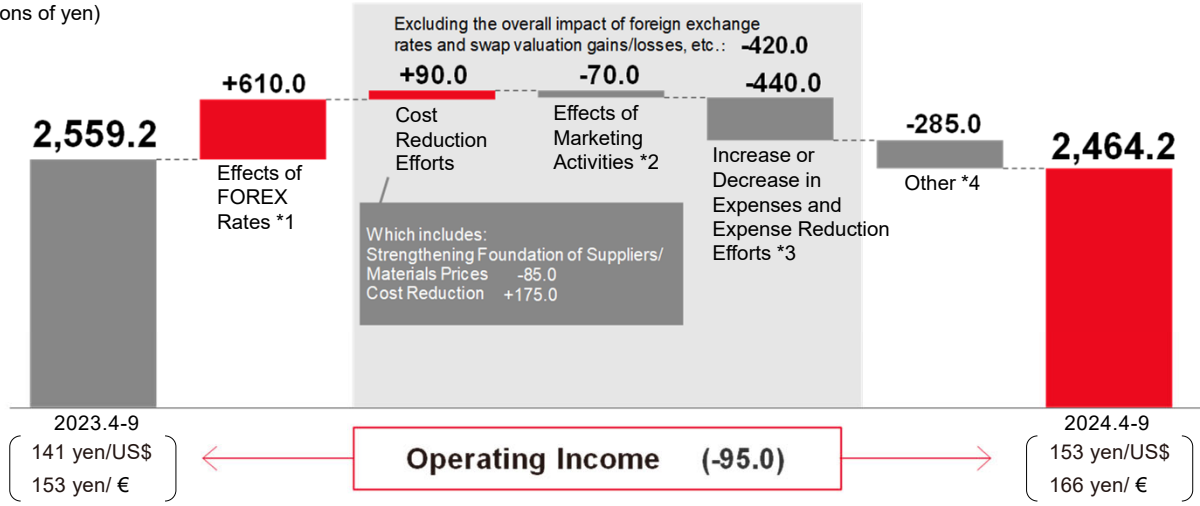 ons of yen)
Excluding the overall impact of foreign exchange
rates and swap valuation gains/losses, etc.: -420.0
+610.0
+90.0
-70.0
-440.0
-285.0
2,559.2
2,464.2
Effects of
FOREX
Rates *1
Cost
Reduction
Efforts
Effects of
Marketing
Activities *2
Increase or
Decrease in
Expenses and
Expense Reduction
Efforts *3
Other *4
Which includes:
Strengthening Foundation of Suppliers/
Materials Prices -85.0
Cost Reduction +175.0
2023.4-9
141 yen/US$
153 yen/ €
Operating Income (-95.0)
2024.4-9
153 yen/US$
166 yen/ €